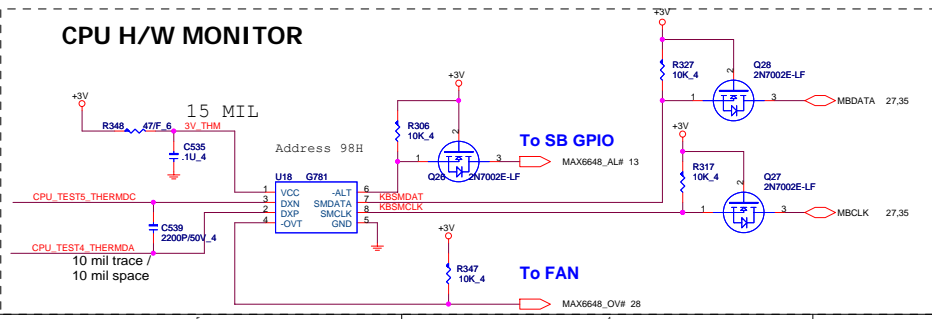 CPU H/W MONITOR
+3V
R327
10K_4
2
Q28
2N7002E-LF
1
3
MBDATA 27,35
+3V
R348 47/F_6
15 MIL
3V_THM
C535
.1U_4
+3V
R306
10K_4
2
1
3
Q26 2N7002E-LF
To SB GPIO
MAX6648_AL# 13
+3V
R317
10K_4
2
Q27
2N7002E-LF
1
3
MBCLK 27,35
Address 98H
U18 G781
1 VCC -ALT 6
3 DXN SMDATA 7
2 DXP SMCLK 8
4 -OVT GND 5
KBSMDAT
KBSMCLK
CPU_TEST5_THERMDC
C539
2200P/50V_4
CPU_TEST4_THERMDA
10 mil trace /
10 mil space
+3V
R347
10K_4
To FAN
MAX6648_OV# 28